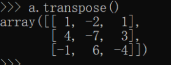 >>> a.transpose()
array([[ 1, -2,  1],
       [ 4, -7,  3],
       [-1,  6, -4]])
>>>